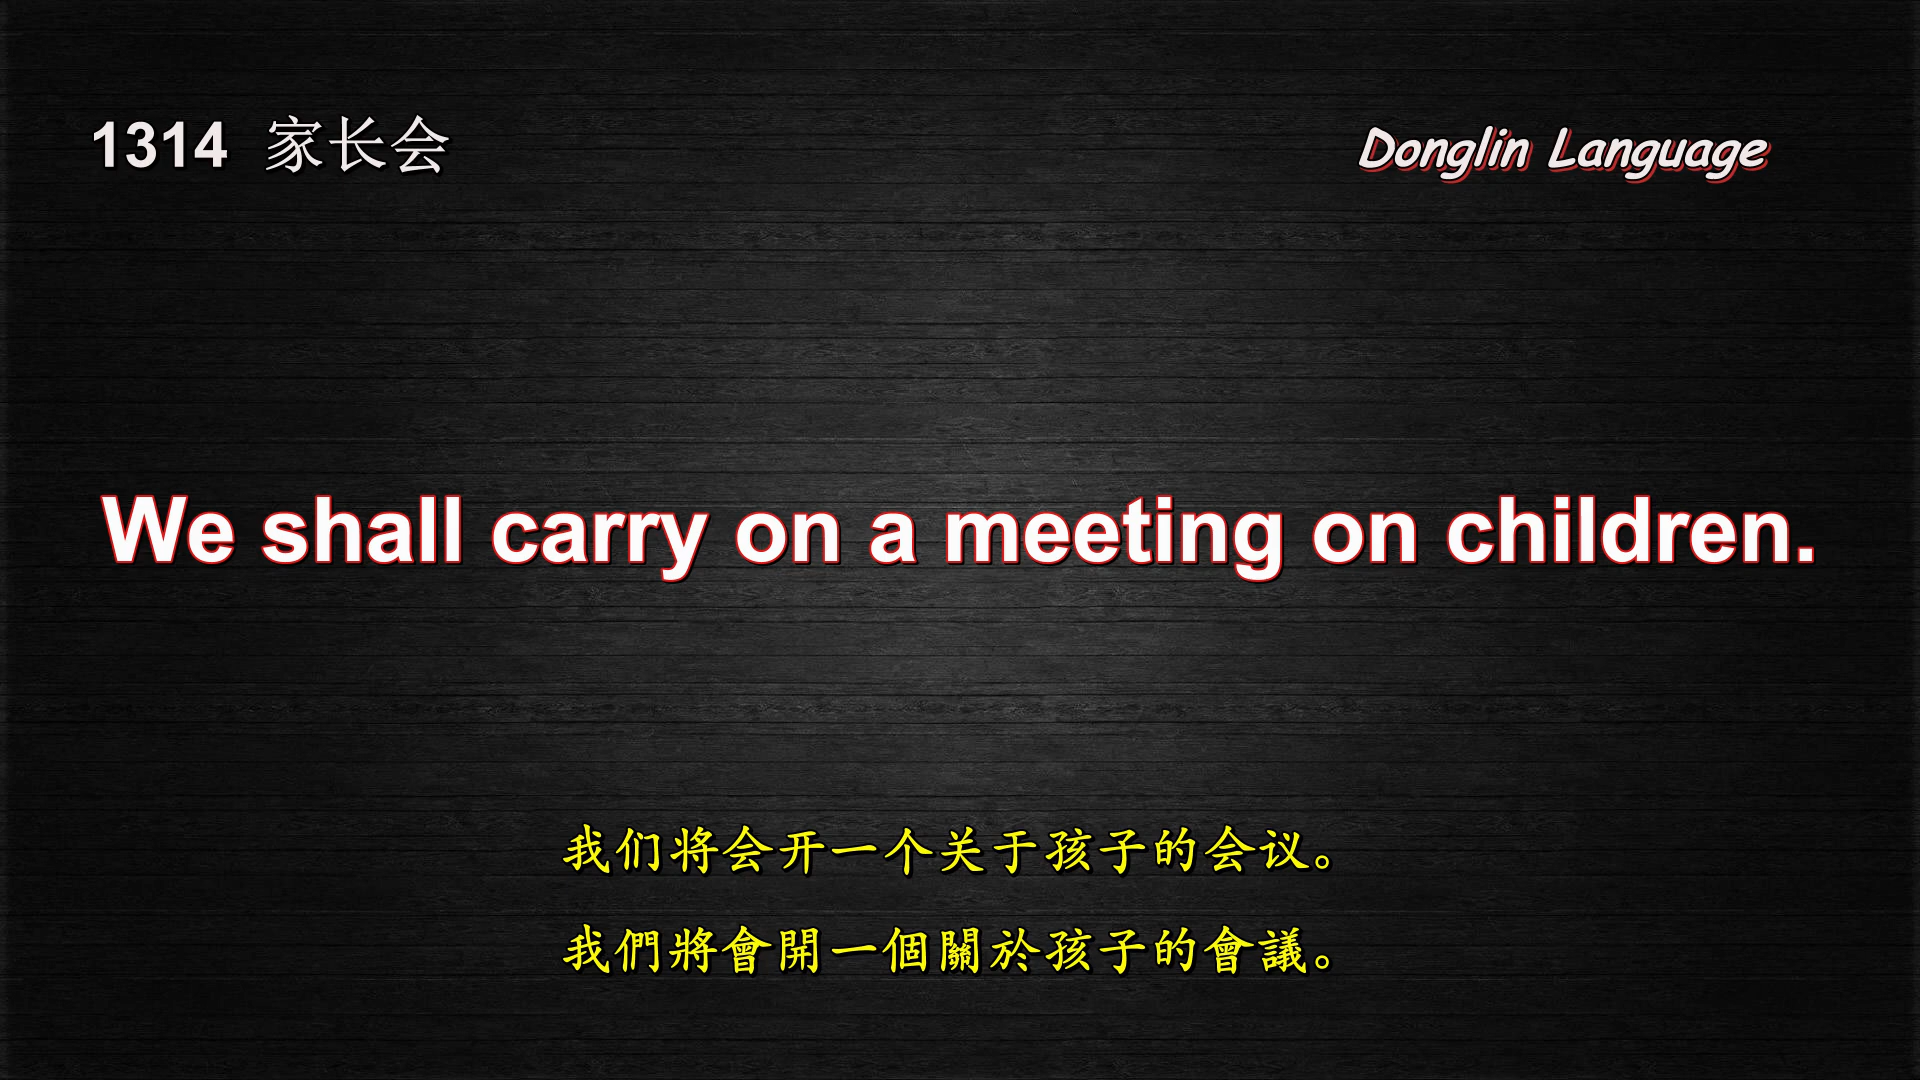 1314 家长会
Donglin Language
We shall carry on a meeting on children.
我们将会开一个关于孩子的会议。
我們將會開一個關於孩子的會議。